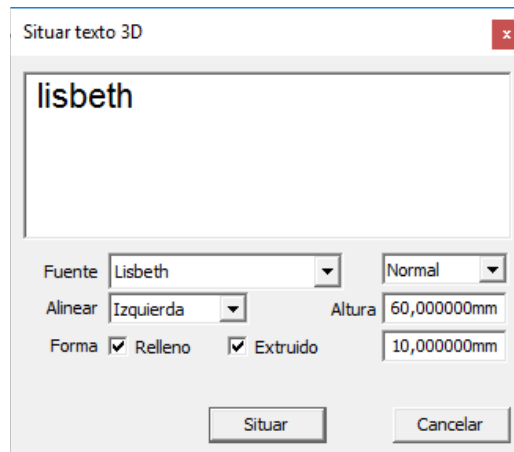 Situar texto 3D
x
lisbeth
Fuente Lisbeth Normal
Alinear Izquierda Altura 60,000000mm
Forma Relleno Extruido 10,000000mm
Situar Cancelar